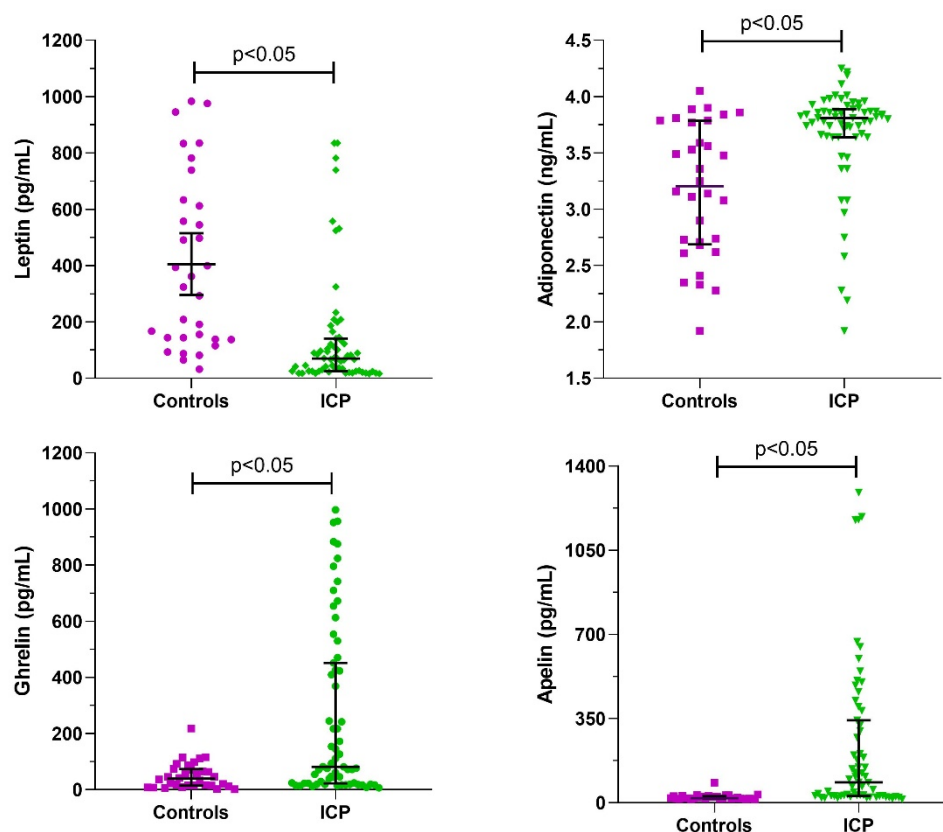 p<0.05
1200
1000
800
600
400
200
0
Leptin (pg/mL)
Controls ICP
p<0.05
4.5
4.0
3.5
3.0
2.5
2.0
1.5
Adiponectin (ng/mL)
Controls ICP
p<0.05
1200
1000
800
600
400
200
0
Ghrelin (pg/mL)
Controls ICP
p<0.05
1400
1050
700
350
0
Apelin (pg/mL)
Controls ICP